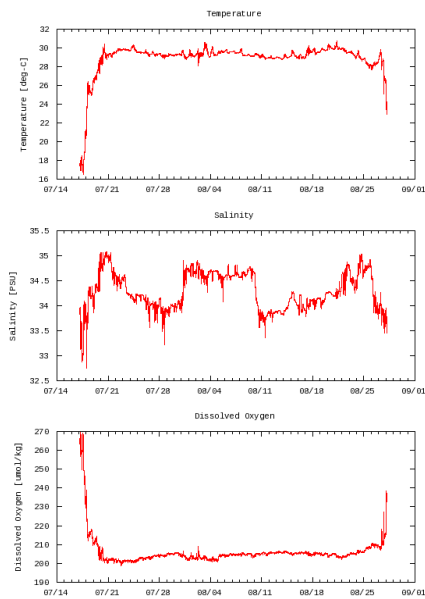 Temperature
Temperature [deg-C]
32
30
28
26
24
22
20
18
16
07/14 07/21 07/28 08/04 08/11 08/18 08/25 09/01
Salinity
Salinity [PSU]
35.5
35
34.5
34
33.5
33
32.5
07/14 07/21 07/28 08/04 08/11 08/18 08/25 09/01
Dissolved Oxygen
Dissolved Oxygen [umol/kg]
270
260
250
240
230
220
210
200
190
07/14 07/21 07/28 08/04 08/11 08/18 08/25 09/01